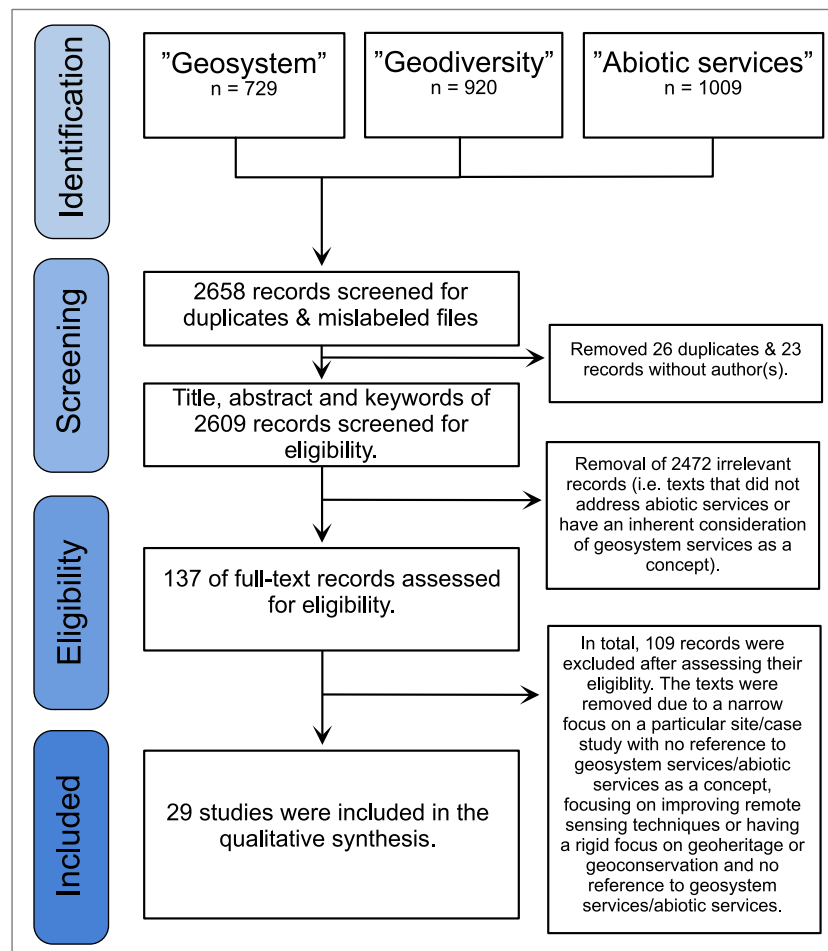 Identification
”Geosystem”
n = 729
”Geodiversity”
n = 920
”Abiotic services”
n = 1009
Screening
2658 records screened for
duplicates & mislabeled files
Removed 26 duplicates & 23
records without author(s).
Title, abstract and keywords of
2609 records screened for
eligibility.
Removal of 2472 irrelevant
records (i.e. texts that did not
address abiotic services or
have an inherent consideration
of geosystem services as a
concept).
Eligibility
137 of full-text records assessed
for eligibility.
In total, 109 records were
excluded after assessing their
eligiblity. The texts were
removed due to a narrow
focus on a particular site/case
study with no reference to
geosystem services/abiotic
services as a concept,
focusing on improving remote
sensing techniques or having
a rigid focus on geoheritage or
geoconservation and no
reference to geosystem
services/abiotic services.
Included
29 studies were included in the
qualitative synthesis.